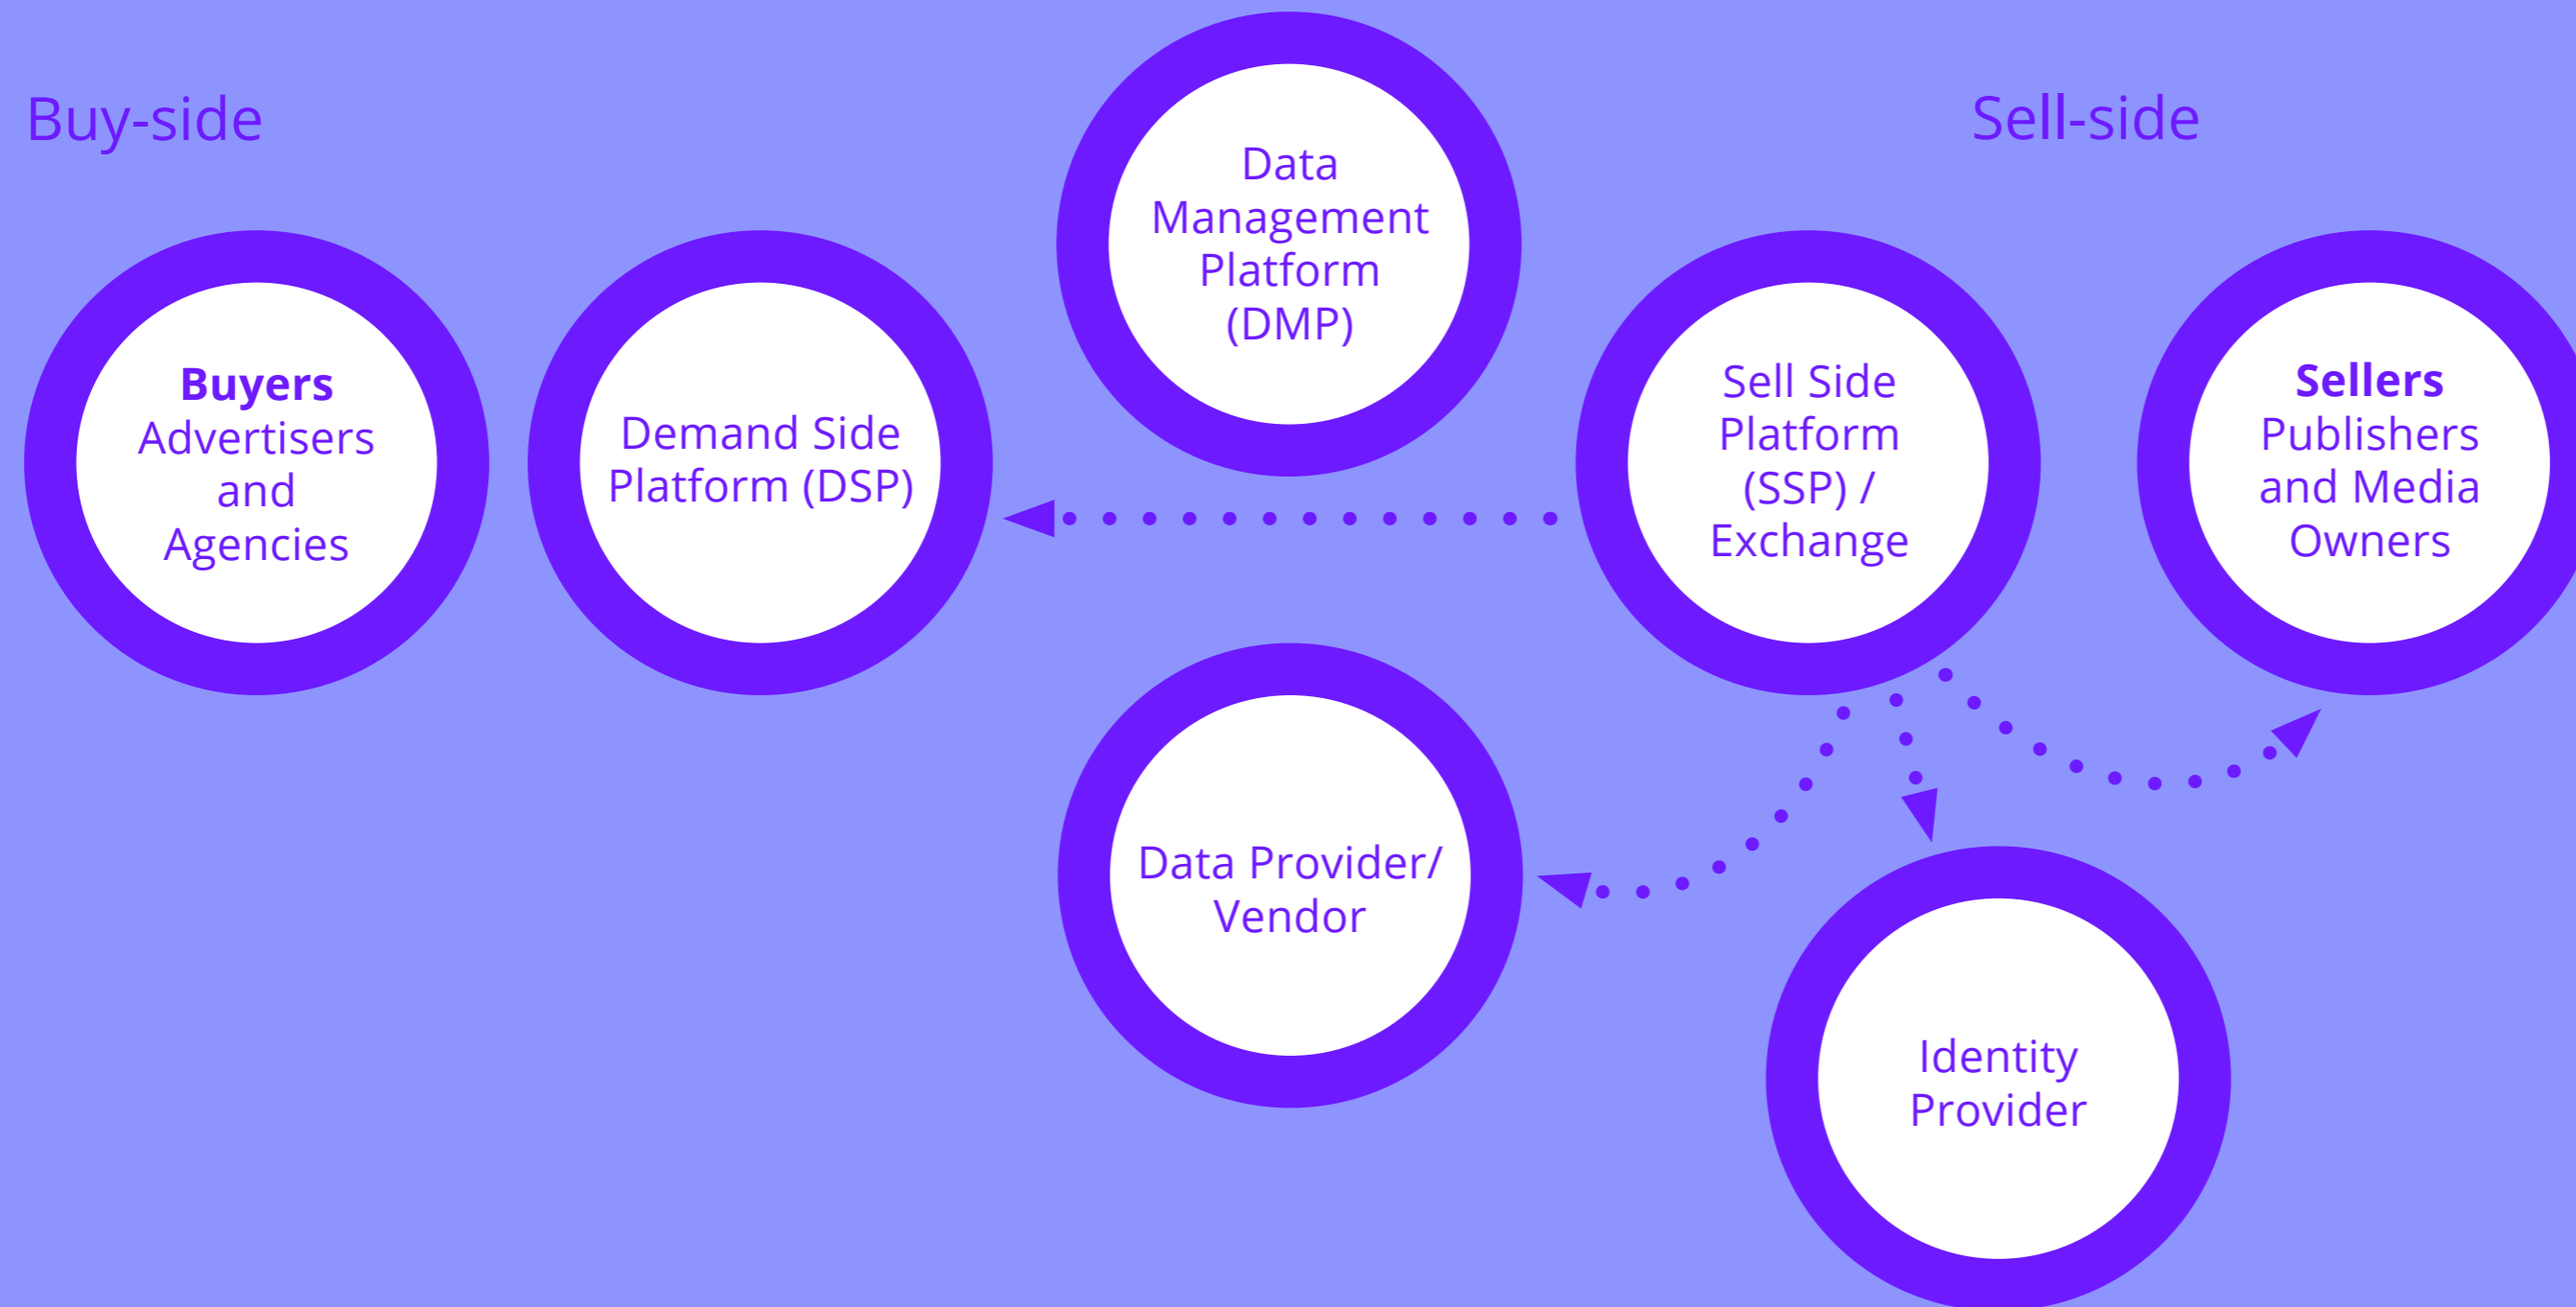 Buy-side
Sell-side
Buyers
Advertisers
and
Agencies
Demand Side
Platform (DSP)
Data
Management
Platform
(DMP)
Sell Side
Platform
(SSP) /
Exchange
Sellers
Publishers
and Media
Owners
Data Provider/
Vendor
Identity
Provider